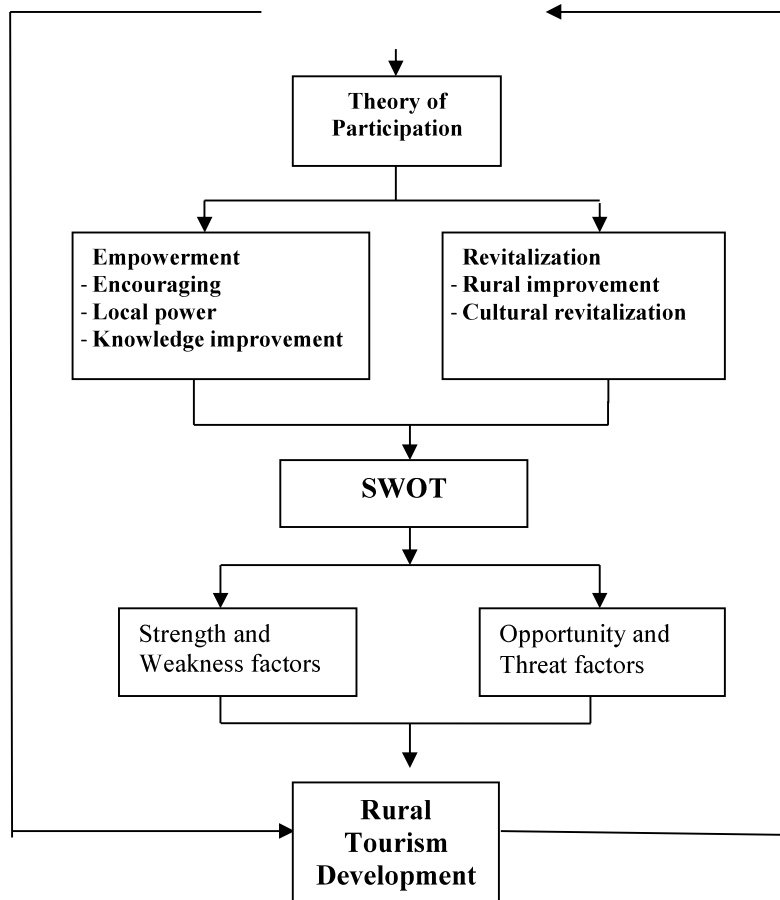 Theory of
Participation
Empowerment
- Encouraging
- Local power
- Knowledge improvement
Revitalization
- Rural improvement
- Cultural revitalization
SWOT
Strength and
Weakness factors
Opportunity and
Threat factors
Rural
Tourism
Development